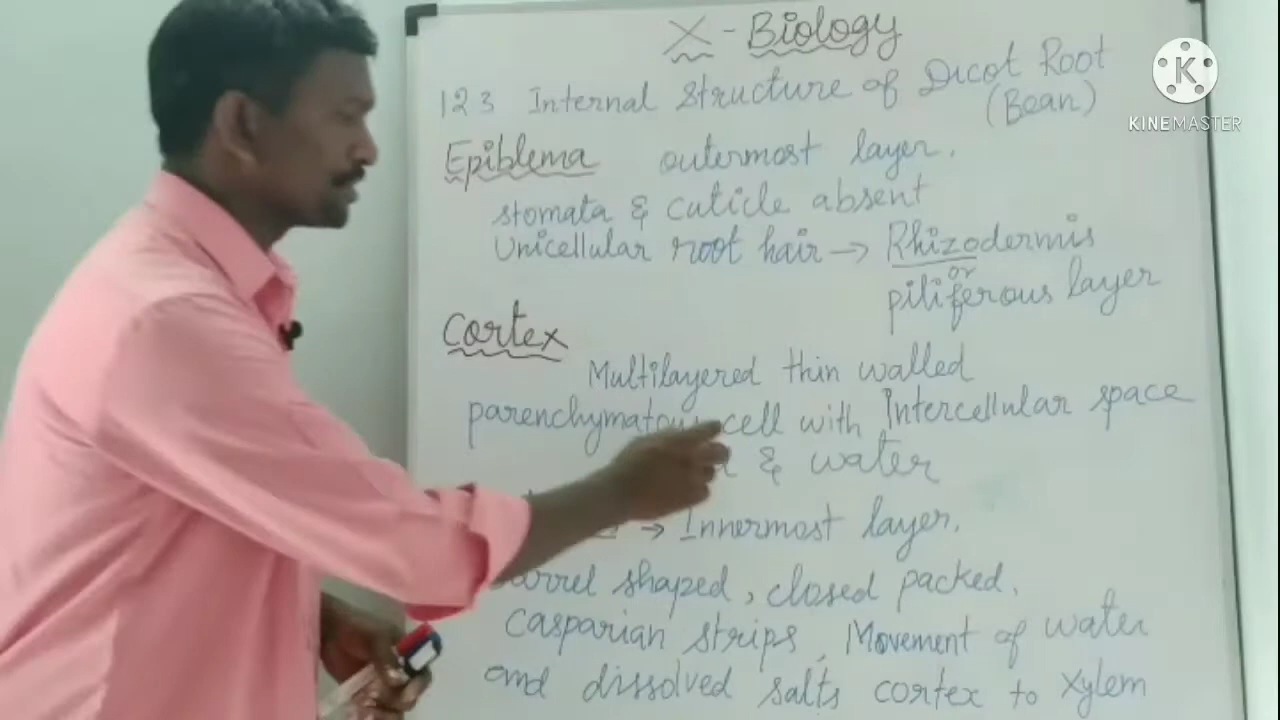 X - Biology
12 3 Internal Structure of Dicot Root
(Bean)
Epiblema outermost layer.
stomata & cuticle absent
Unicellular root hair → Rhizodermis
or
piliferous layer
Cortex
Multilayered thin walled
parenchymatous cell with Intercellular space
& water
→ Innermost layer.
shaped, closed packed.
Casparian strips, Movement of water
and dissolved salts cortex to xylem
K
KINEMASTER